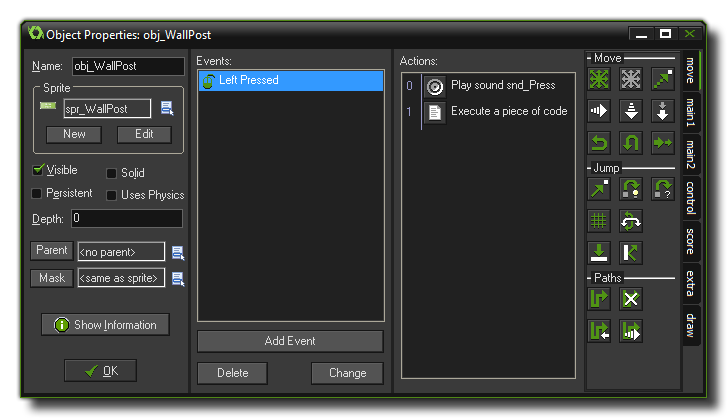 Object Properties: obj_WallPost
Name: obj_WallPost
Sprite
spr_WallPost
New Edit
Visible Solid
Persistent Uses Physics
Depth: 0
Parent <no parent>
Mask <same as sprite>
Show Information
OK
Events:
Left Pressed
Add Event
Delete Change
Actions:
0 Play sound snd_Press
1 Execute a piece of code
Move
Jump
?
Paths
move
main1
main2
control
score
extra
draw